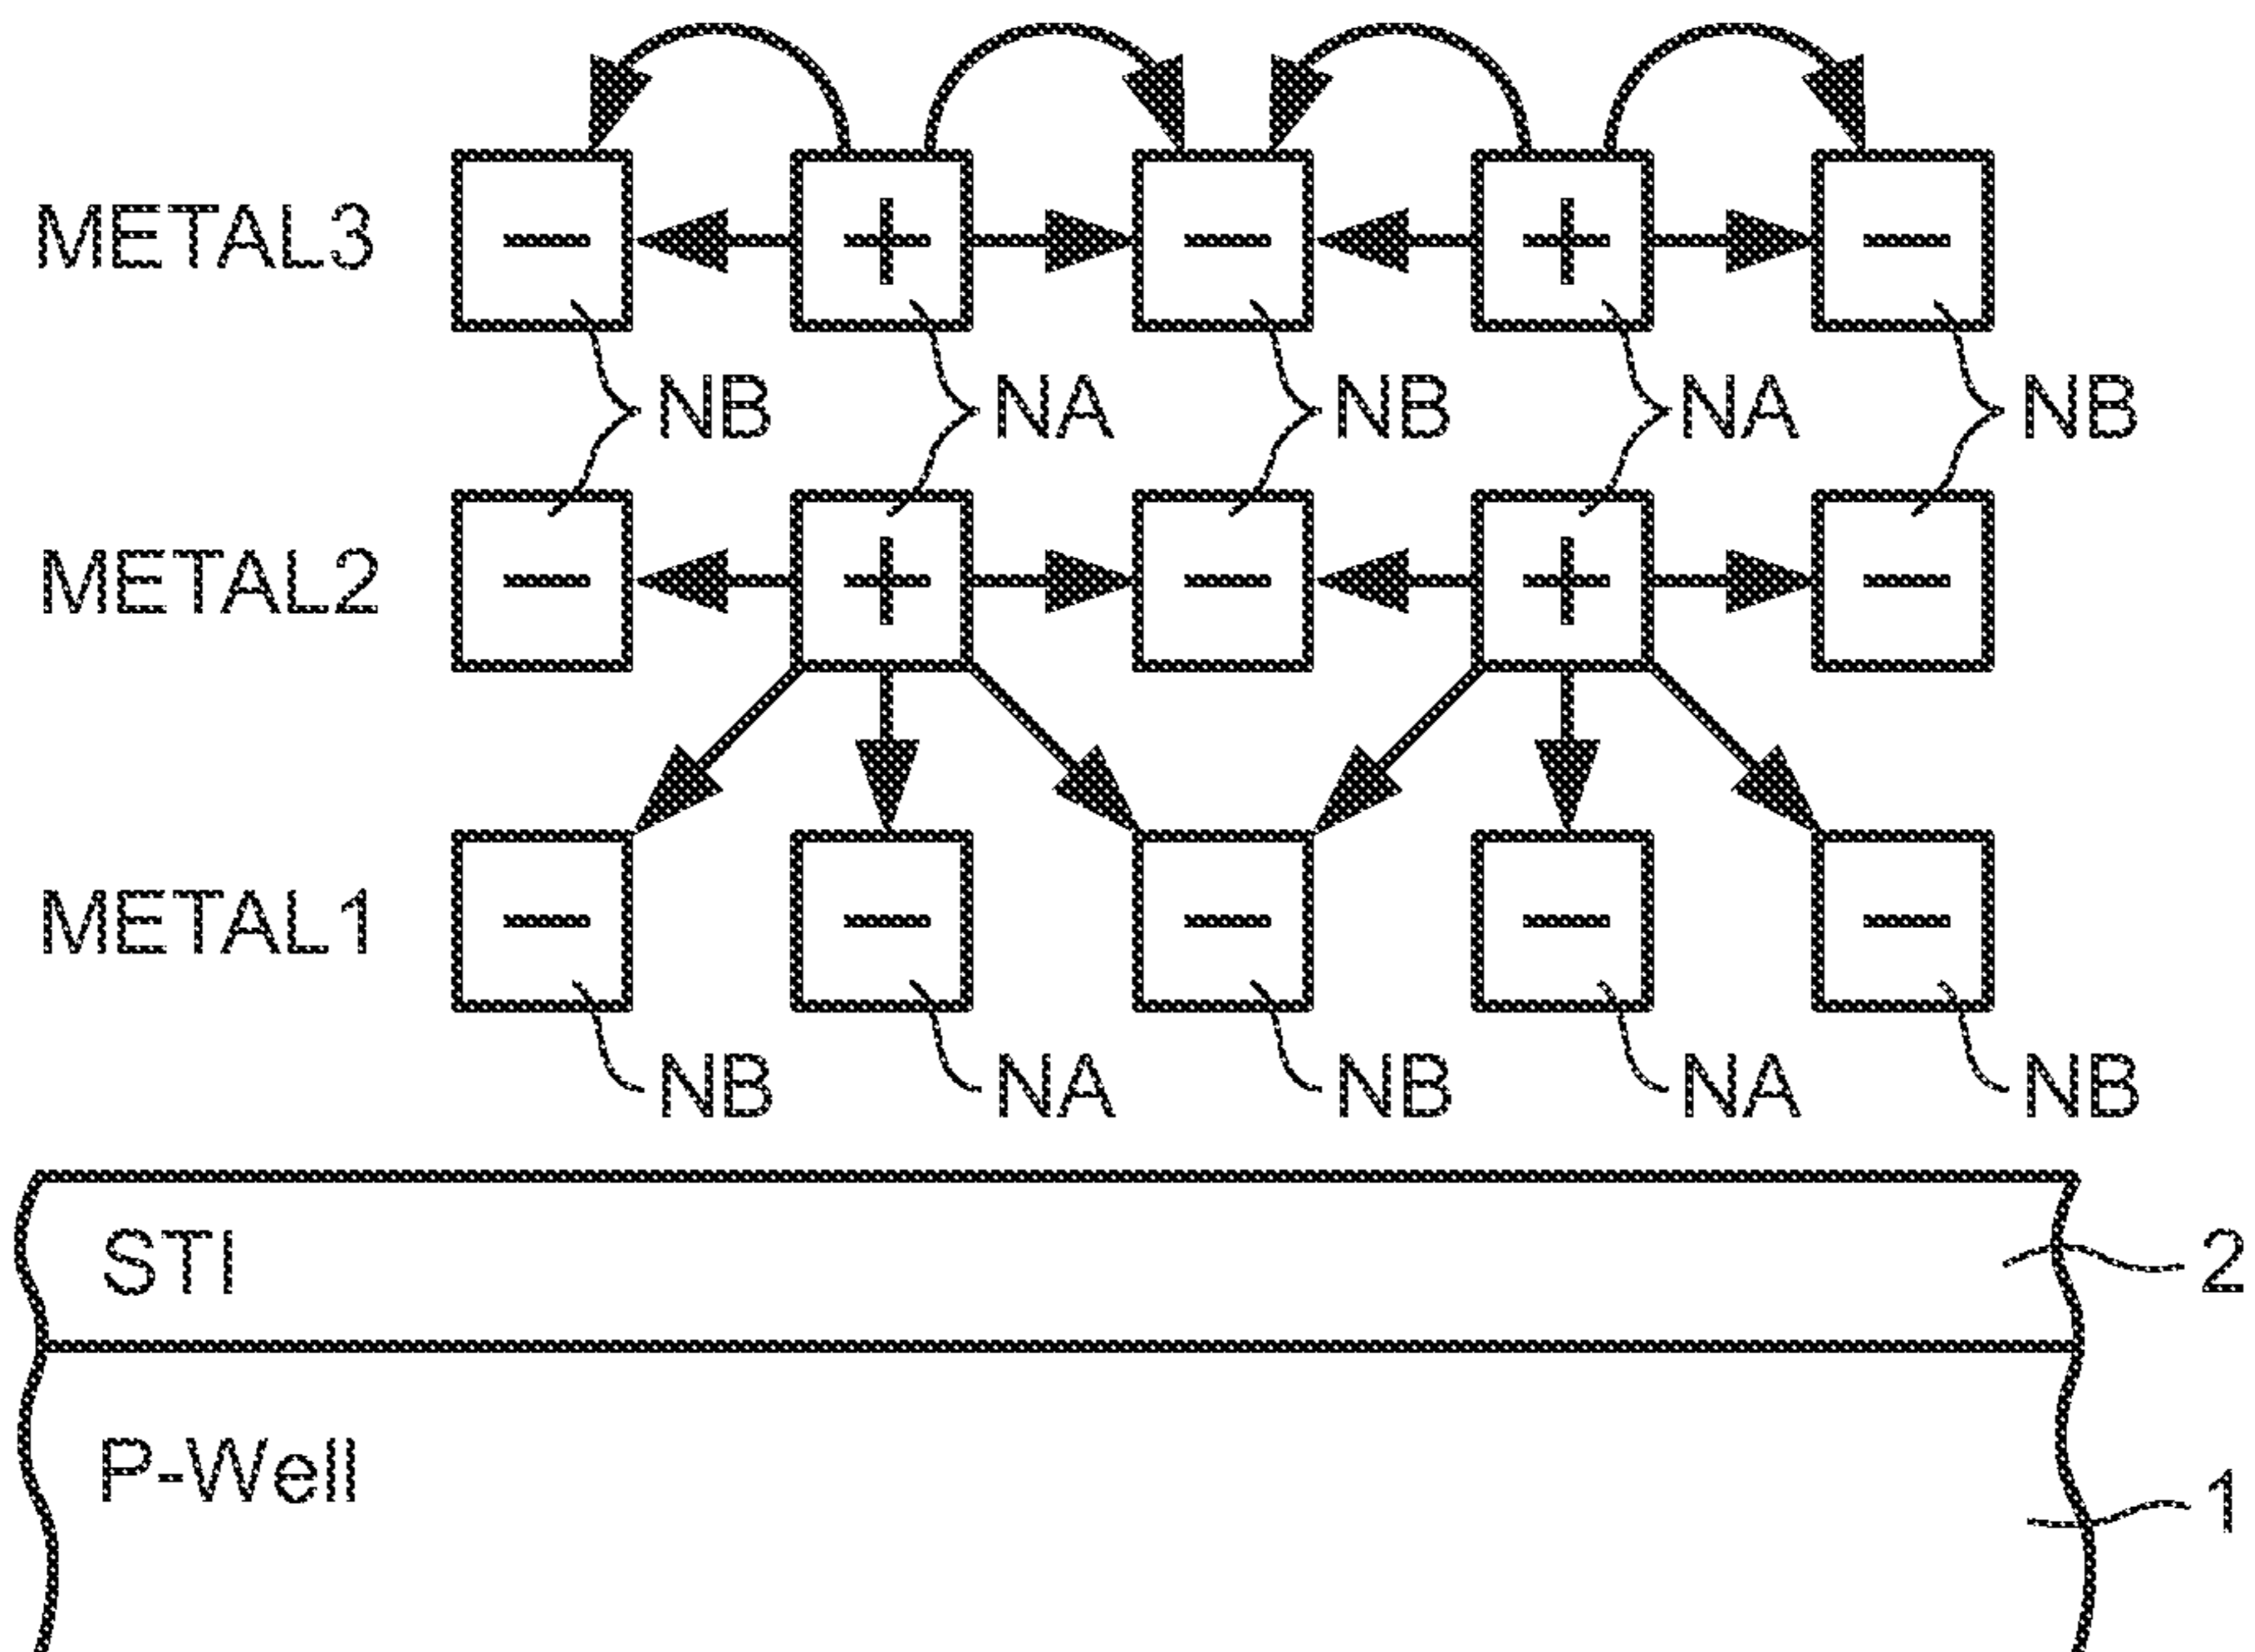 METAL3
− + − + −
NB NA NB NA NB
METAL2
− + − + −
METAL1
− − − − −
NB NA NB NA NB
STI
2
P-Well
1